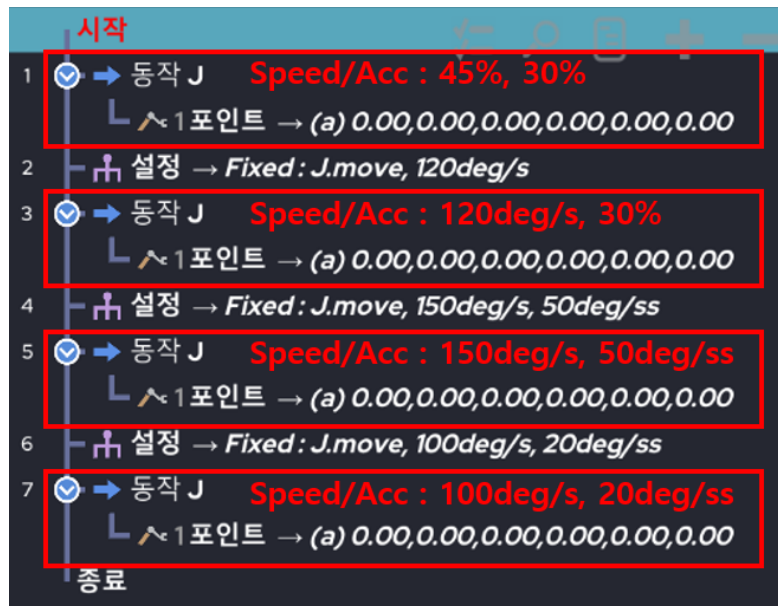 시작
1 동작 J Speed/Acc : 45%, 30%
1 포인트 → (a) 0.00,0.00,0.00,0.00,0.00,0.00
2 설정 → Fixed : J.move, 120deg/s
3 동작 J Speed/Acc : 120deg/s, 30%
1 포인트 → (a) 0.00,0.00,0.00,0.00,0.00,0.00
4 설정 → Fixed : J.move, 150deg/s, 50deg/ss
5 동작 J Speed/Acc : 150deg/s, 50deg/ss
1 포인트 → (a) 0.00,0.00,0.00,0.00,0.00,0.00
6 설정 → Fixed : J.move, 100deg/s, 20deg/ss
7 동작 J Speed/Acc : 100deg/s, 20deg/ss
1 포인트 → (a) 0.00,0.00,0.00,0.00,0.00,0.00
종료